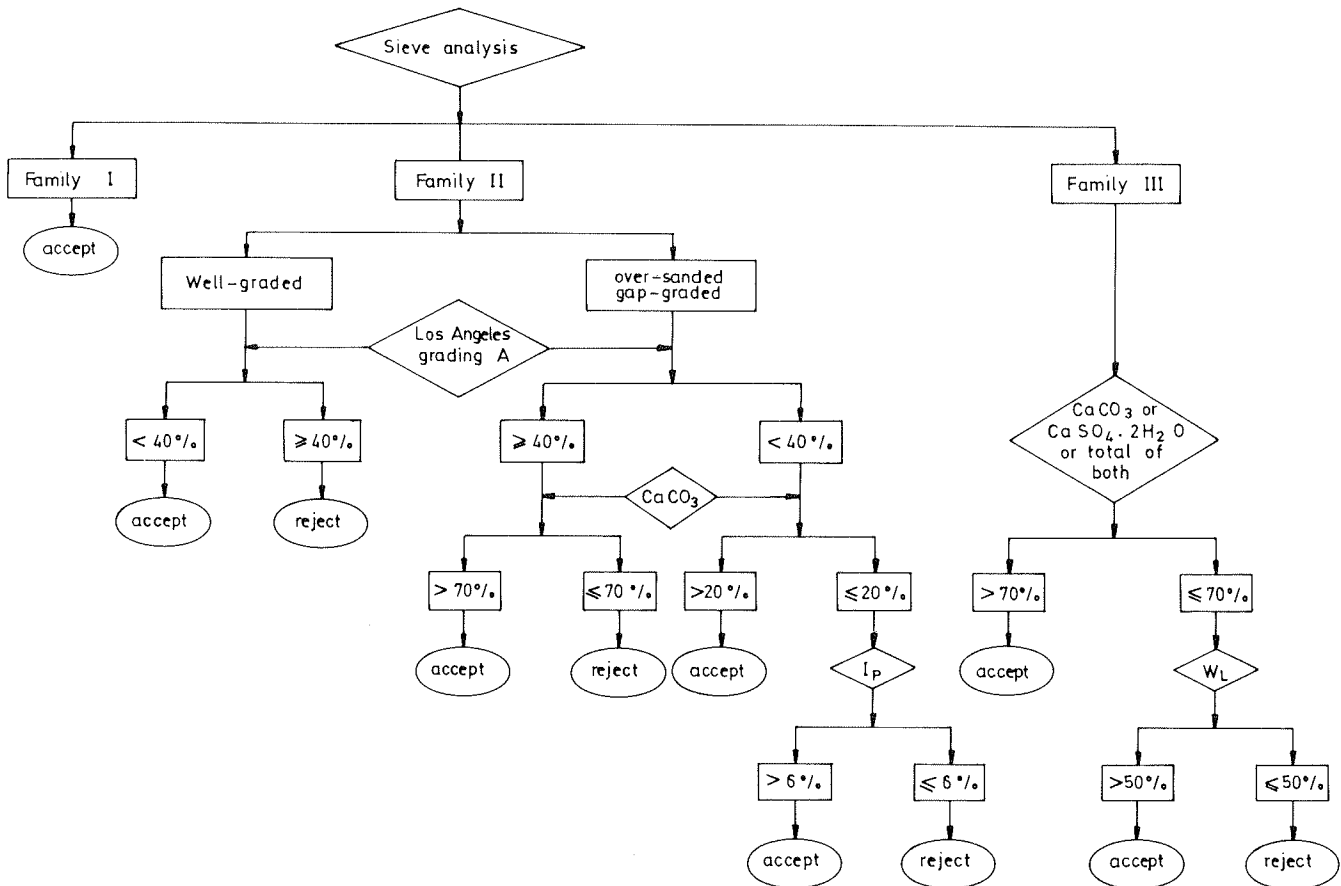 Sieve analysis
Family I
Family II
Family III
accept
Well-graded
over-sanded
gap-graded
Los Angeles
grading A
< 40%
⩾ 40%
⩾ 40%
< 40%
CaCO₃ or
CaSO₄·2H₂O
or total of
both
accept
reject
CaCO₃
> 70%
⩽ 70%
>20%
⩽20%
> 70%
⩽ 70%
accept
reject
accept
I_P
accept
W_L
> 6%
⩽ 6%
>50%
⩽50%
accept
reject
accept
reject